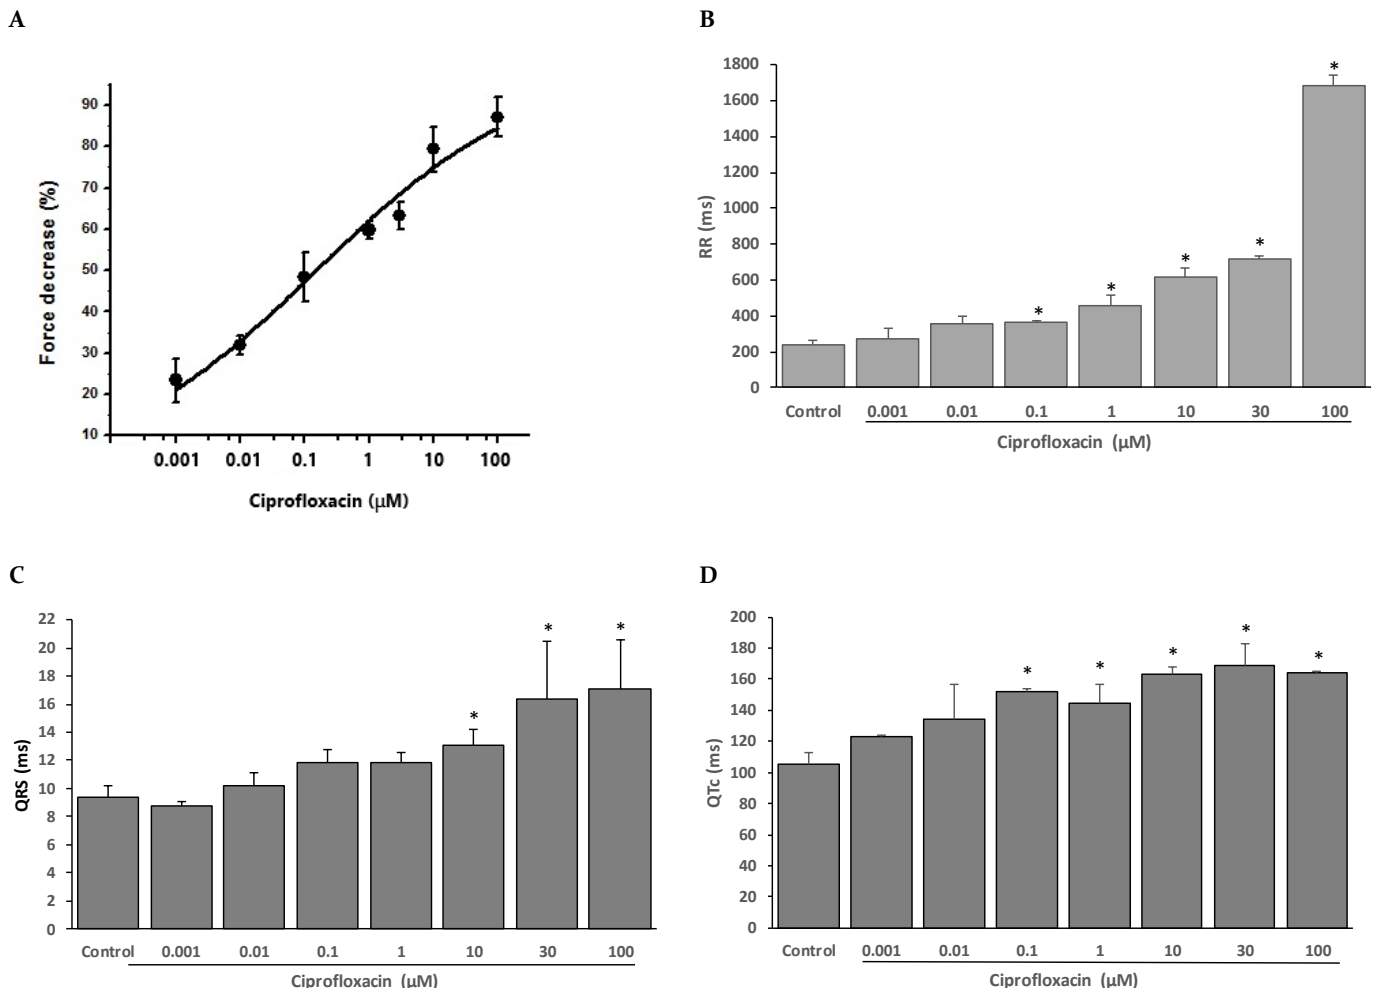 A
Force decrease (%)
90
80
70
60
50
40
30
20
10
0.001 0.01 0.1 1 10 100
Ciprofloxacin (μM)
B
RR (ms)
1800
1600
1400
1200
1000
800
600
400
200
0
* * * * *
Control 0.001 0.01 0.1 1 10 30 100
Ciprofloxacin (μM)
C
QRS (ms)
22
20
18
16
14
12
10
8
6
4
2
0
* * *
Control 0.001 0.01 0.1 1 10 30 100
Ciprofloxacin (μM)
D
QTc (ms)
200
180
160
140
120
100
80
60
40
20
0
* * * * *
Control 0.001 0.01 0.1 1 10 30 100
Ciprofloxacin (μM)